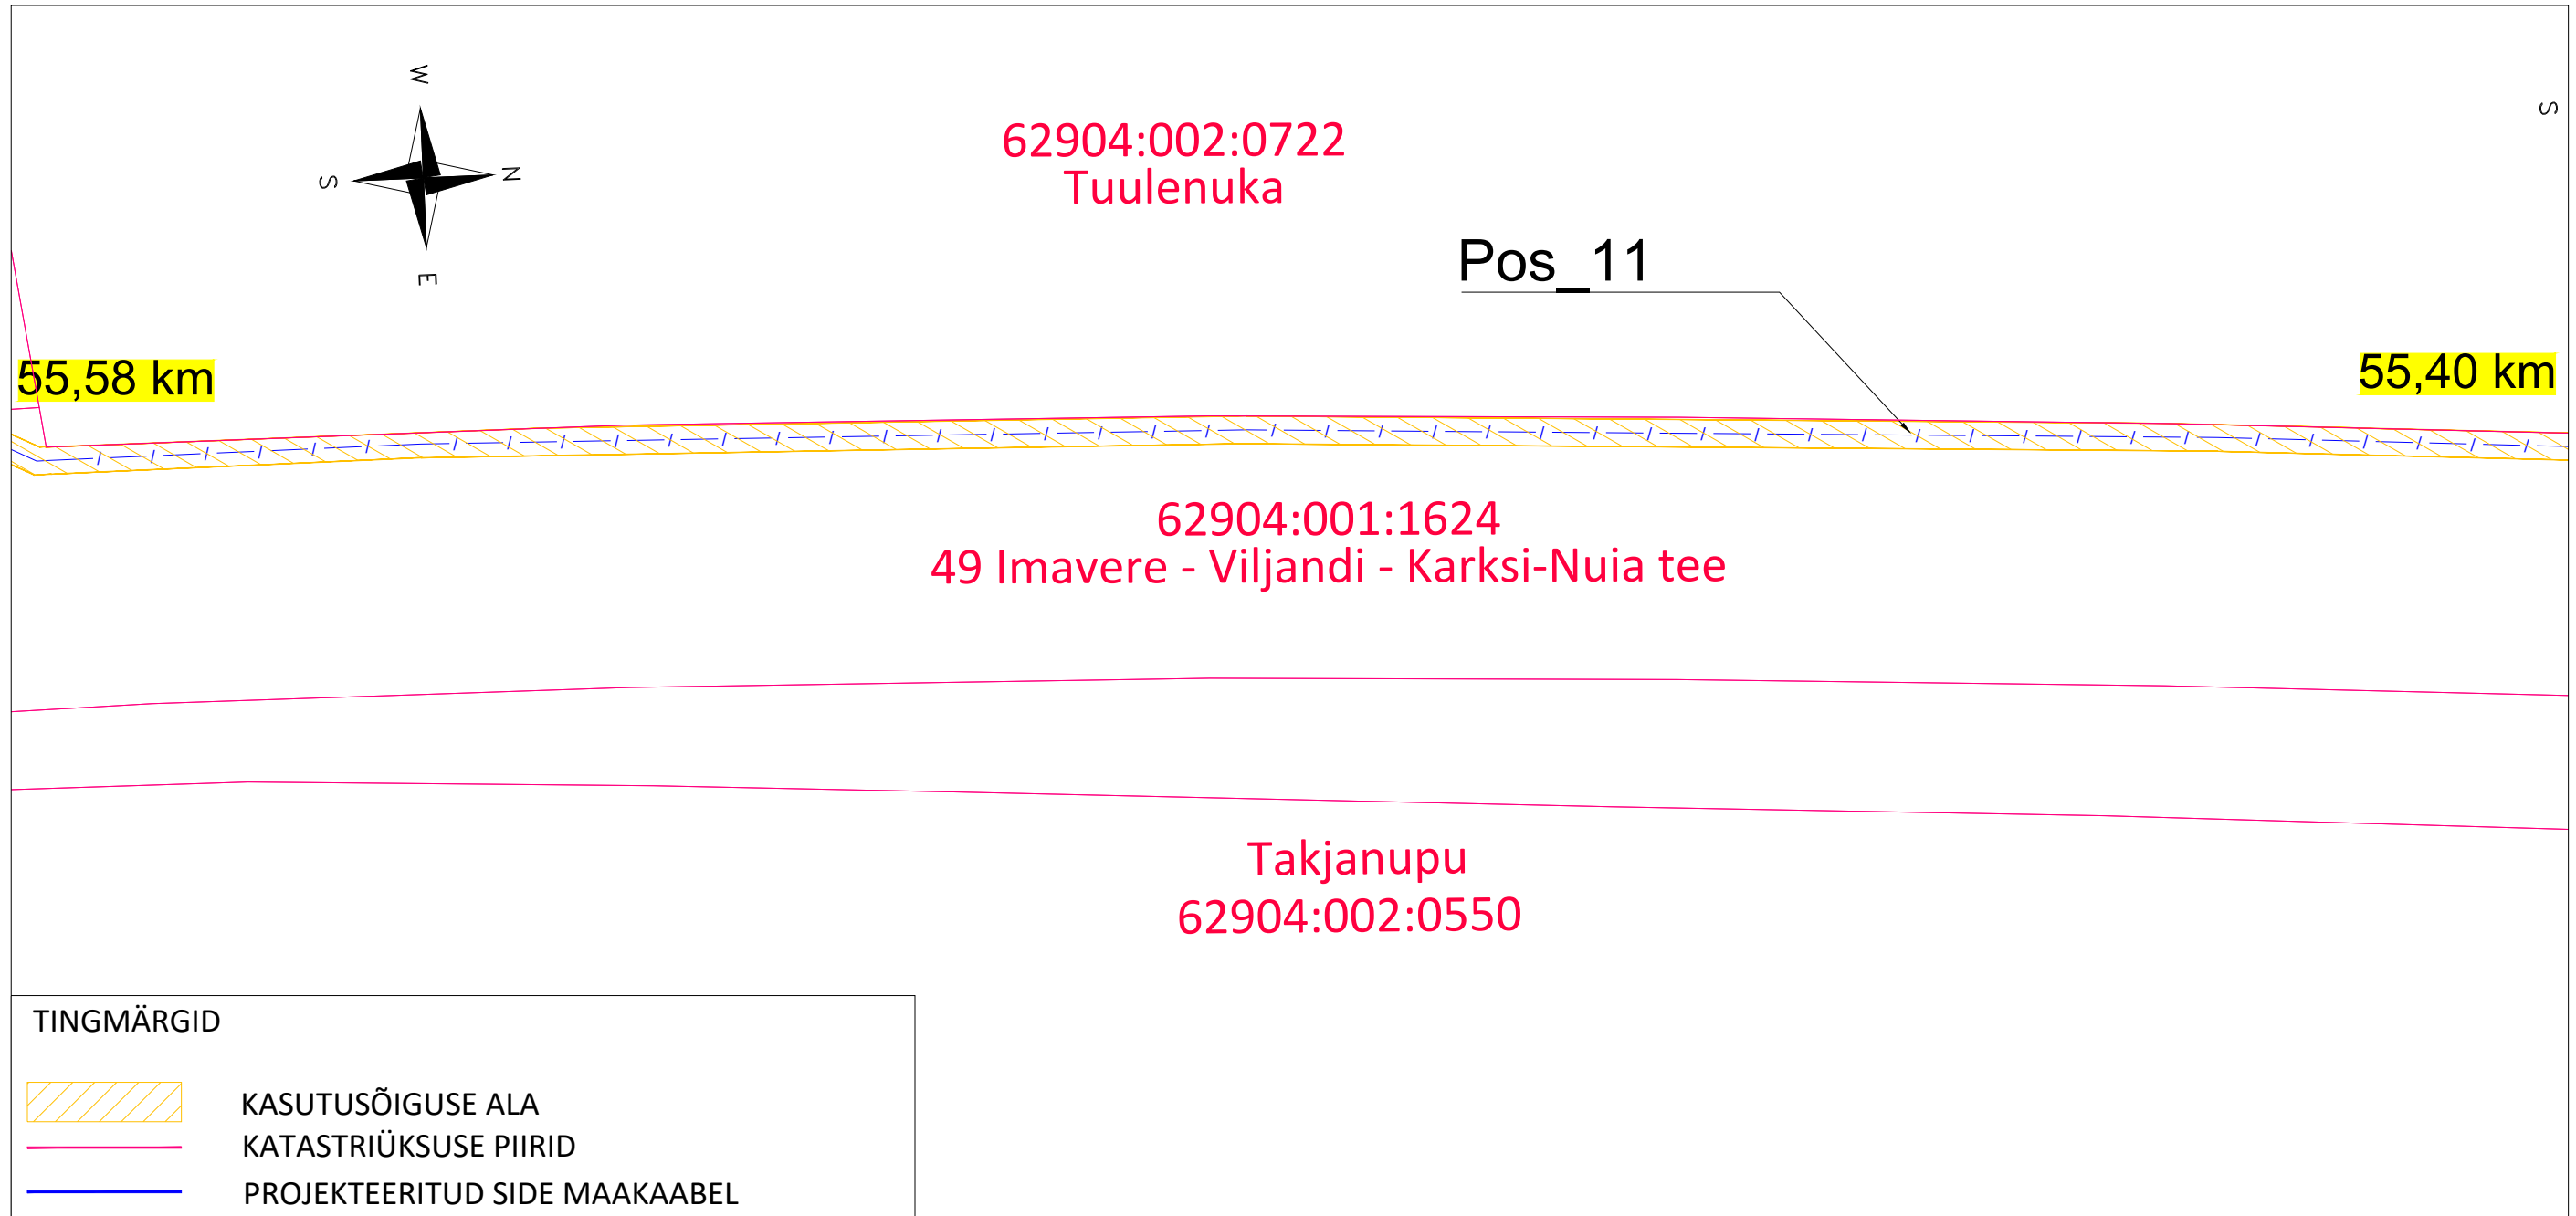 W
S
N
E
S
62904:002:0722
Tuulenuka
Pos_11
55,58 km
55,40 km
62904:001:1624
49 Imavere - Viljandi - Karksi-Nuia tee
Takjanupu
62904:002:0550
TINGMÄRGID
KASUTUSÕIGUSE ALA
KATASTRIÜKSUSE PIIRID
PROJEKTEERITUD SIDE MAAKAABEL